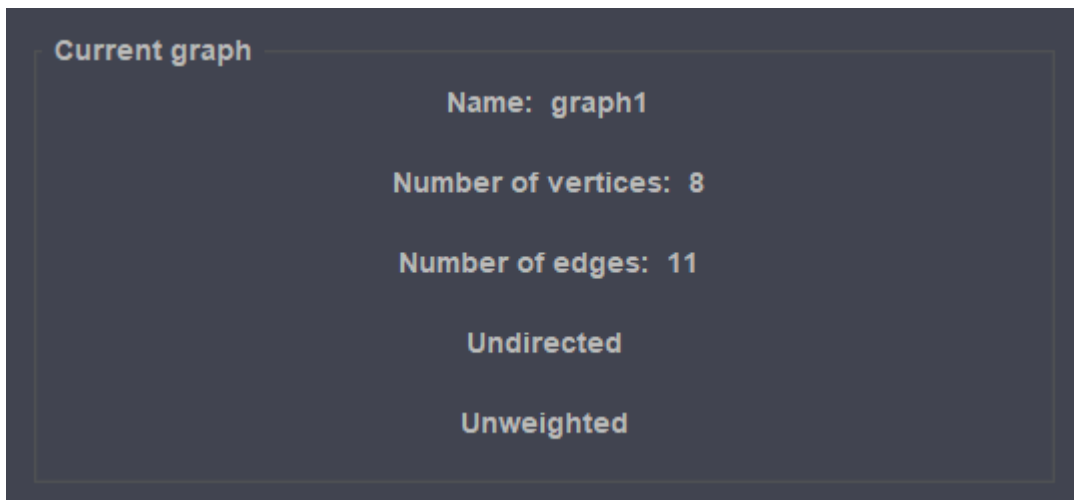 Current graph
Name: graph1
Number of vertices: 8
Number of edges: 11
Undirected
Unweighted